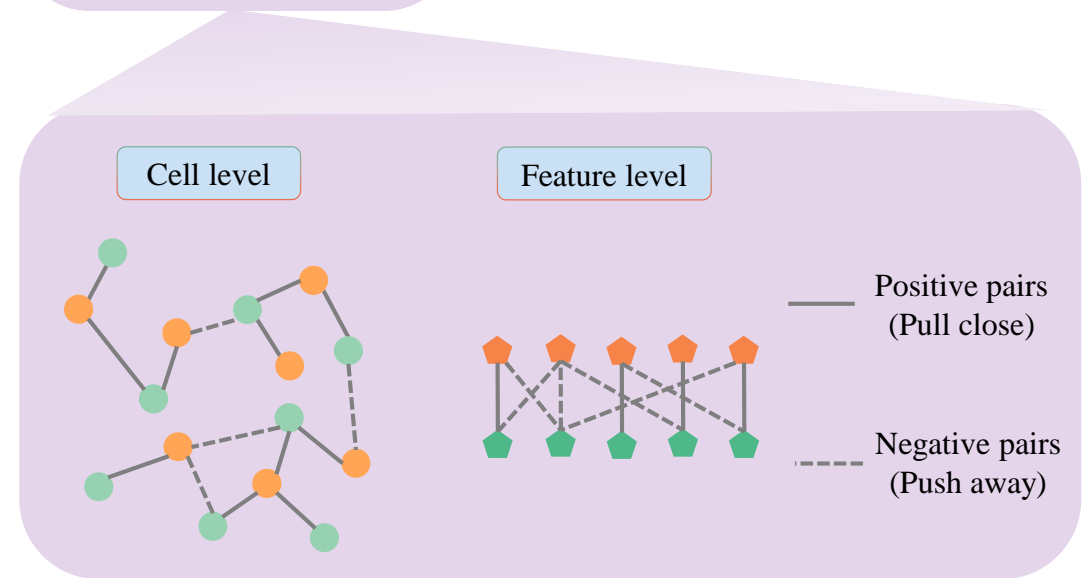 Cell level
Feature level
Positive pairs
(Pull close)
Negative pairs
(Push away)